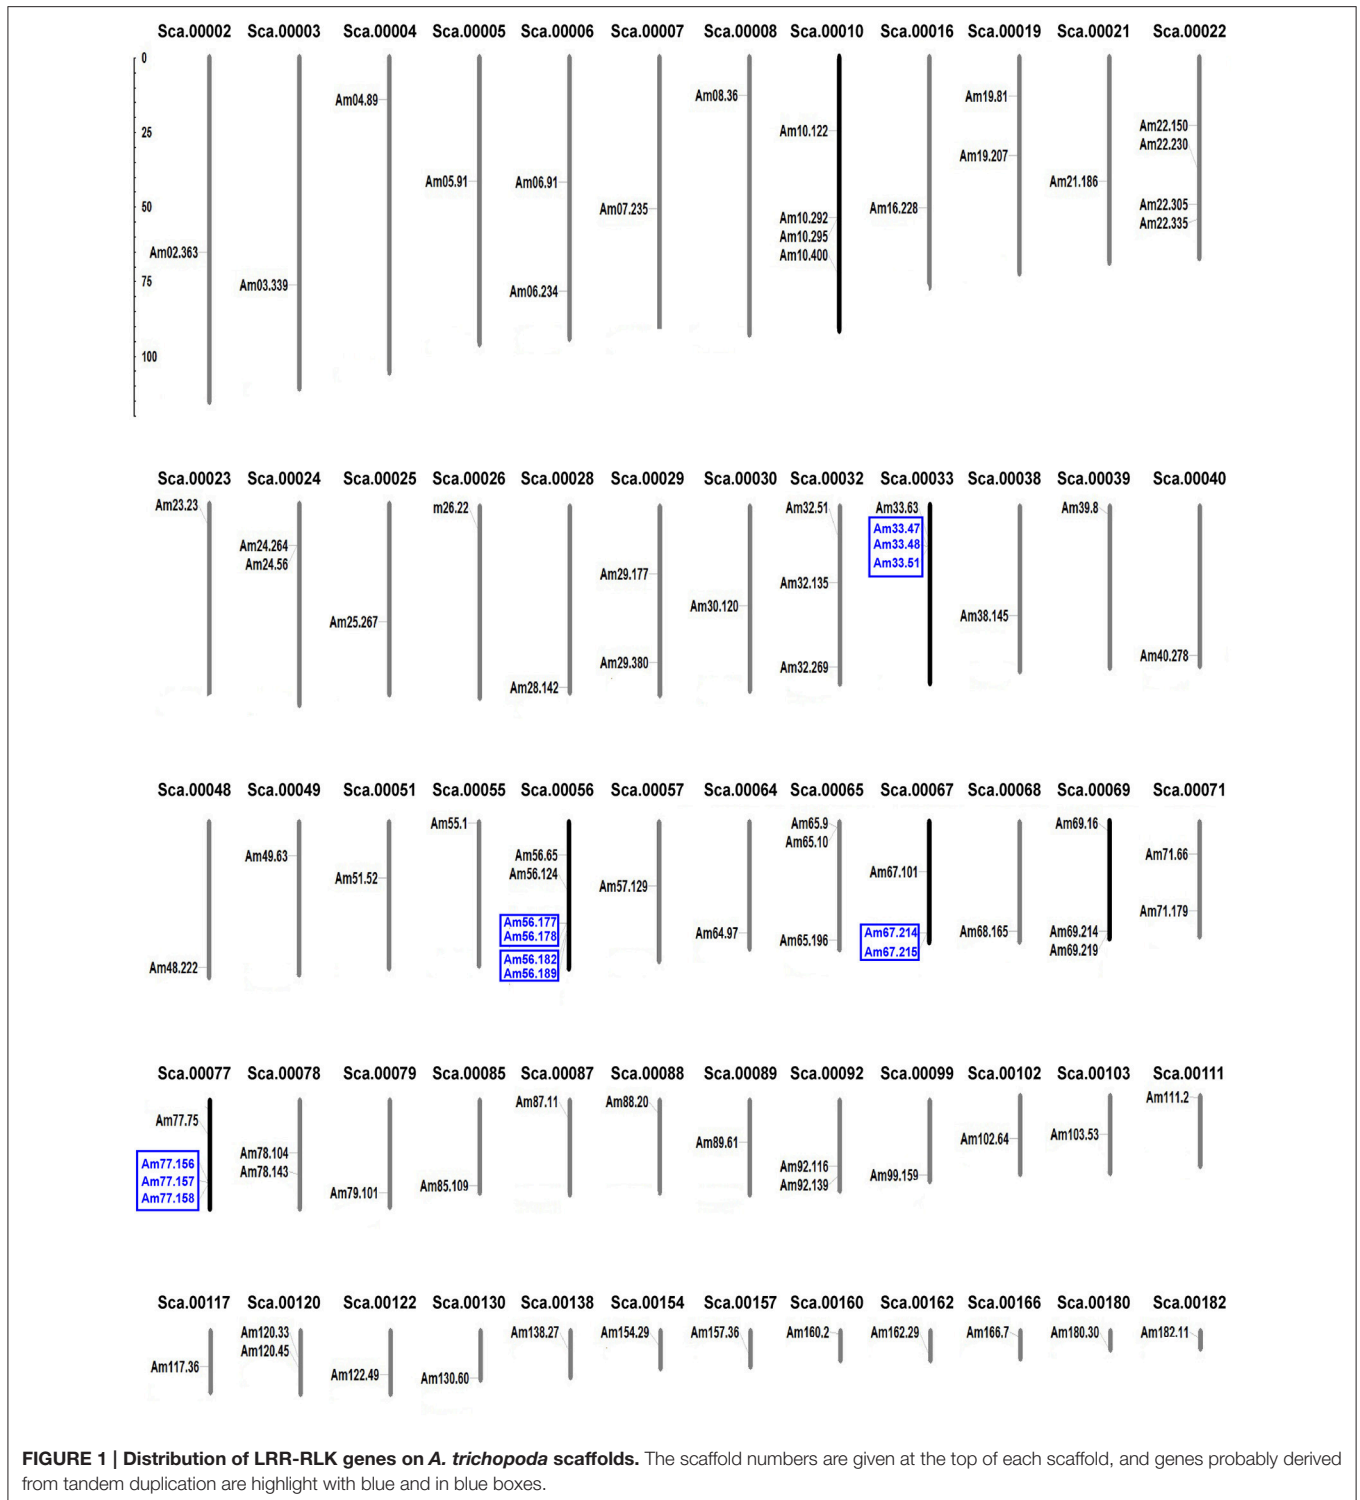 Sca.00002 Sca.00003 Sca.00004 Sca.00005 Sca.00006 Sca.00007 Sca.00008 Sca.00010 Sca.00016 Sca.00019 Sca.00021 Sca.00022
0
25
50
75
100
Am02.363
Am03.339
Am04.89
Am05.91
Am06.91
Am06.234
Am07.235
Am08.36
Am10.122
Am10.292
Am10.295
Am10.400
Am16.228
Am19.81
Am19.207
Am21.186
Am22.150
Am22.230
Am22.305
Am22.335
Sca.00023 Sca.00024 Sca.00025 Sca.00026 Sca.00028 Sca.00029 Sca.00030 Sca.00032 Sca.00033 Sca.00038 Sca.00039 Sca.00040
Am23.23
Am24.264
Am24.56
Am25.267
m26.22
Am28.142
Am29.177
Am29.380
Am30.120
Am32.51
Am32.135
Am32.269
Am33.63
Am33.47
Am33.48
Am33.51
Am38.145
Am39.8
Am40.278
Sca.00048 Sca.00049 Sca.00051 Sca.00055 Sca.00056 Sca.00057 Sca.00064 Sca.00065 Sca.00067 Sca.00068 Sca.00069 Sca.00071
Am48.222
Am49.63
Am51.52
Am55.1
Am56.65
Am56.124
Am56.177
Am56.178
Am56.182
Am56.189
Am57.129
Am64.97
Am65.9
Am65.10
Am65.196
Am67.101
Am67.214
Am67.215
Am68.165
Am69.16
Am69.214
Am69.219
Am71.66
Am71.179
Sca.00077 Sca.00078 Sca.00079 Sca.00085 Sca.00087 Sca.00088 Sca.00089 Sca.00092 Sca.00099 Sca.00102 Sca.00103 Sca.00111
Am77.75
Am77.156
Am77.157
Am77.158
Am78.104
Am78.143
Am79.101
Am85.109
Am87.11
Am88.20
Am89.61
Am92.116
Am92.139
Am99.159
Am102.64
Am103.53
Am111.2
Sca.00117 Sca.00120 Sca.00122 Sca.00130 Sca.00138 Sca.00154 Sca.00157 Sca.00160 Sca.00162 Sca.00166 Sca.00180 Sca.00182
Am117.36
Am120.33
Am120.45
Am122.49
Am130.60
Am138.27
Am154.29
Am157.36
Am160.2
Am162.29
Am166.7
Am180.30
Am182.11
FIGURE 1 | Distribution of LRR-RLK genes on A. trichopoda scaffolds. The scaffold numbers are given at the top of each scaffold, and genes probably derived
from tandem duplication are highlight with blue and in blue boxes.